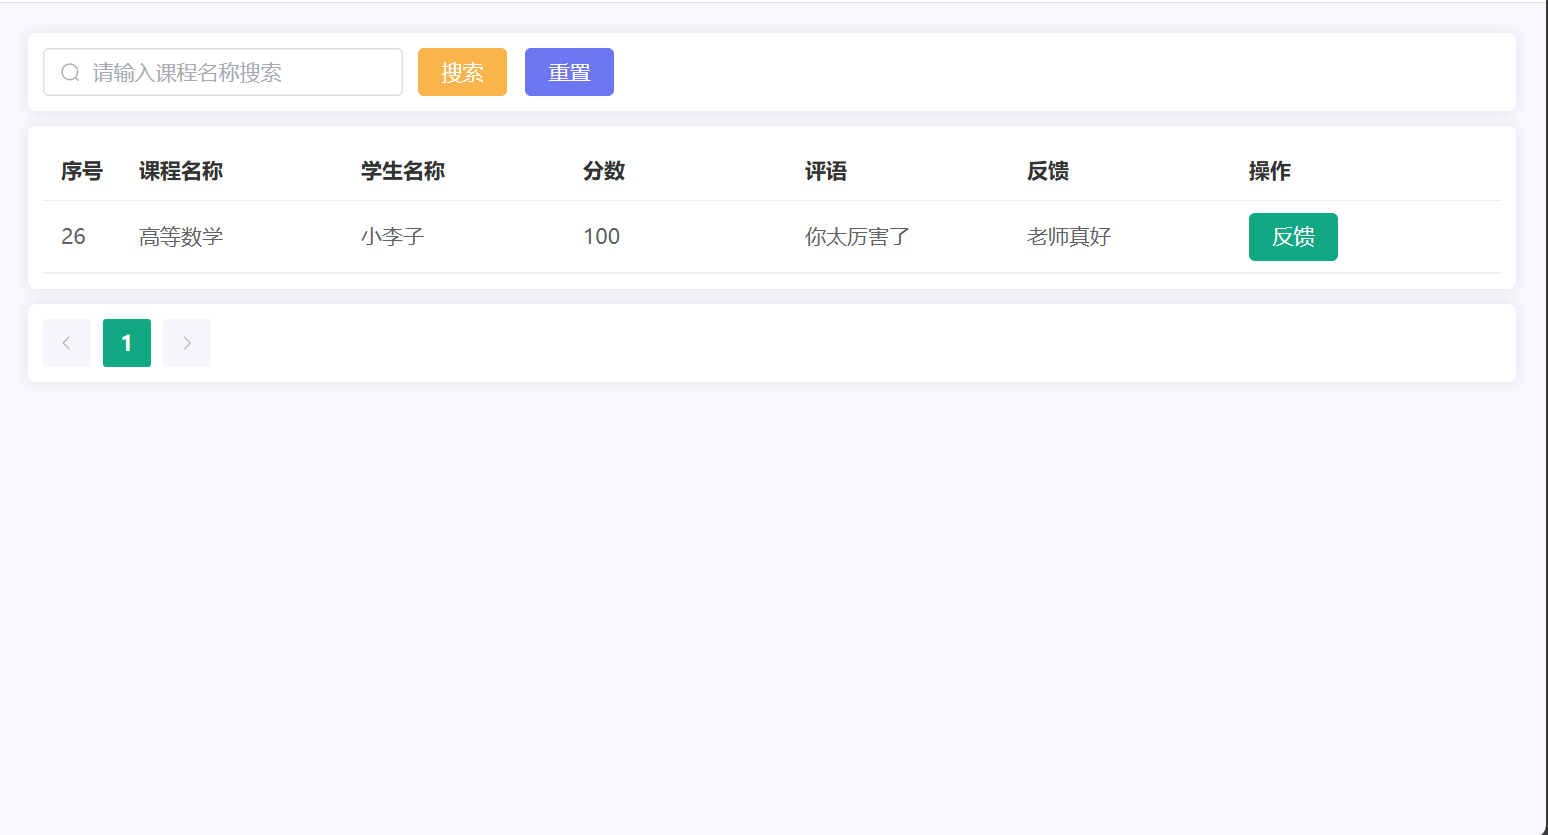 请输入课程名称搜索 搜索 重置
序号 课程名称 学生名称 分数 评语 反馈 操作
26 高等数学 小李子 100 你太厉害了 老师真好 反馈
1